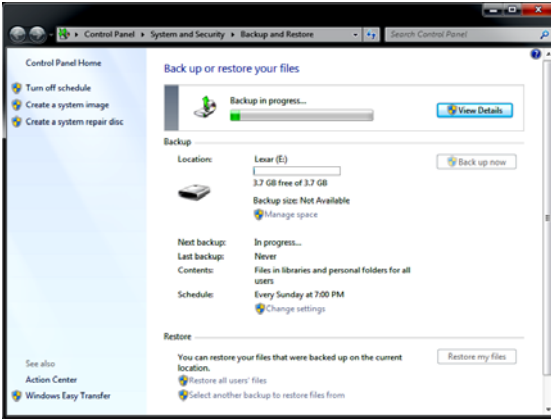 Control Panel ▸ System and Security ▸ Backup and Restore
Search Control Panel
Control Panel Home
Turn off schedule
Create a system image
Create a system repair disc
See also
Action Center
Windows Easy Transfer
Back up or restore your files
Backup in progress...
View Details
Backup
Location:
Lexar (E:)
Back up now
3.7 GB free of 3.7 GB
Backup size: Not Available
Manage space
Next backup:
In progress...
Last backup:
Never
Contents:
Files in libraries and personal folders for all
users
Schedule:
Every Sunday at 7:00 PM
Change settings
Restore
You can restore your files that were backed up on the current
location.
Restore my files
Restore all users' files
Select another backup to restore files from